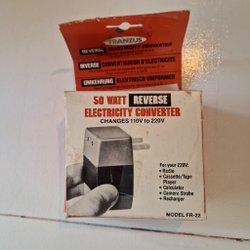 FRANZUS
REVERSE ELECTRICITY CONVERTER
INVERSE CONVERTISSEUR D'ELECTRICITE
UMKEHRUNG ELEKTRISCH UMFORMER
50 WATT REVERSE
ELECTRICITY CONVERTER
CHANGES 110V to 220V
For your 220V:
• Radio
• Cassette/Tape
Player
• Calculator
• Camera Strobe
• Recharger
MODEL FR-22